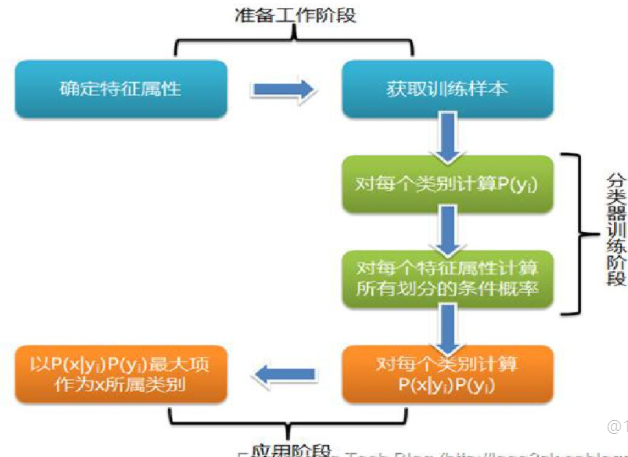 准备工作阶段
确定特征属性
获取训练样本
对每个类别计算P(yᵢ)
分类器训练阶段
对每个特征属性计算
所有划分的条件概率
以P(x|yᵢ)P(yᵢ)最大项
作为x所属类别
对每个类别计算
P(x|yᵢ)P(yᵢ)
应用阶段
@1